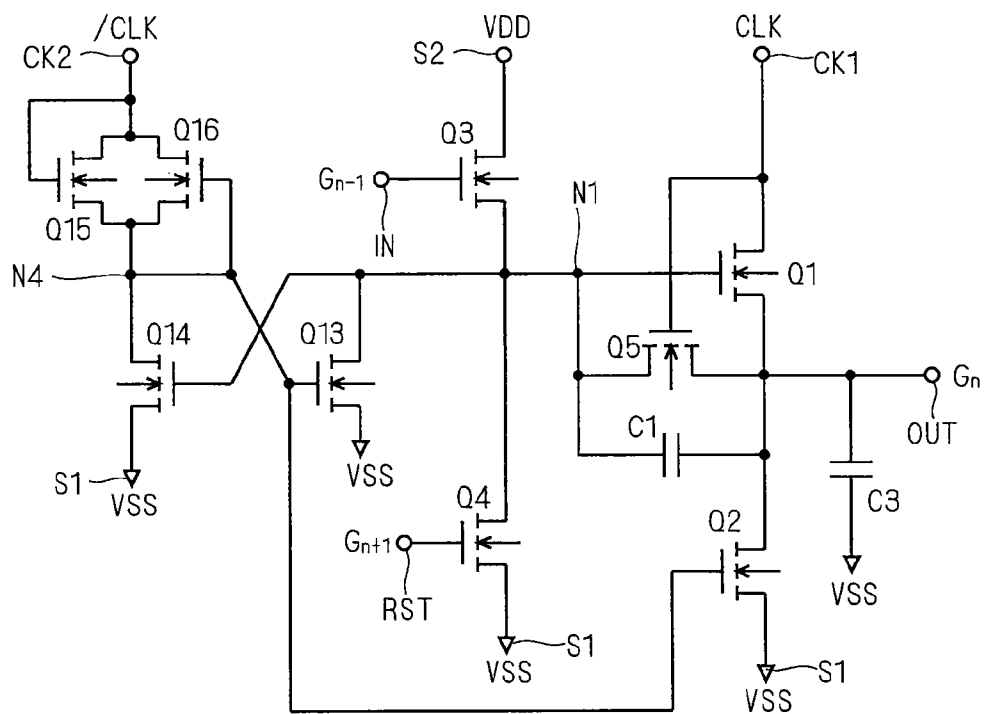 /CLK
CK2
VDD
S2
CLK
CK1
Q16
Q3
Gn-1
IN
N1
Q15
N4
Q1
Q14
Q13
Q5
Gn
OUT
C1
VSS
S1
VSS
Q4
C3
Q2
Gn+1
RST
VSS
S1
VSS
S1
VSS